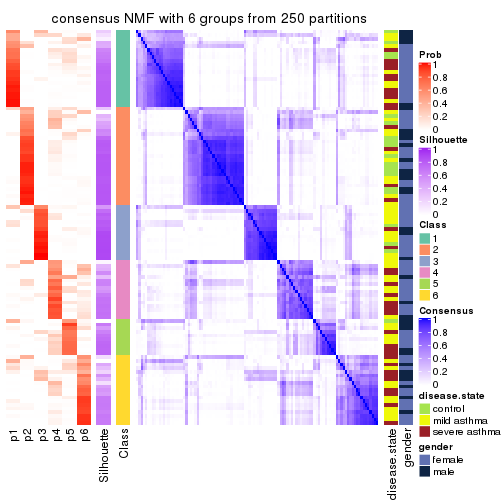 consensus NMF with 6 groups from 250 partitions
Prob
1
0.8
0.6
0.4
0.2
0
Silhouette
1
0.8
0.6
0.4
0.2
0
Class
1
2
3
4
5
6
Consensus
1
0.8
0.6
0.4
0.2
0
disease.state
control
mild asthma
severe asthma
gender
female
male
p1
p2
p3
p4
p5
p6
Silhouette
Class
disease.state
gender